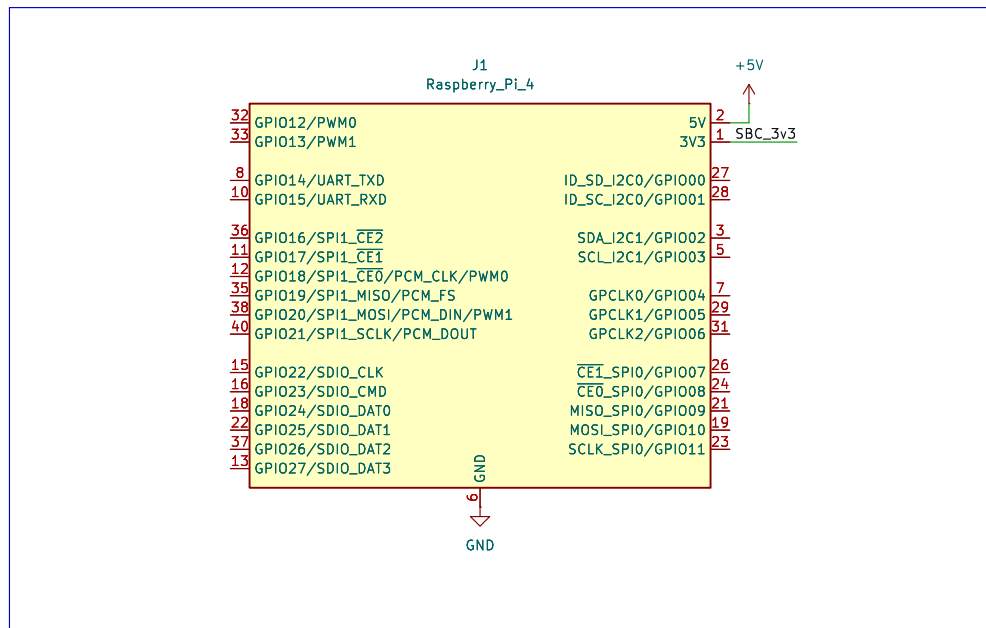 J1
Raspberry_Pi_4
+5V
32 GPIO12/PWM0
5V 2
33 GPIO13/PWM1
3V3 1 SBC_3v3
8 GPIO14/UART_TXD
ID_SD_I2C0/GPIO00 27
10 GPIO15/UART_RXD
ID_SC_I2C0/GPIO01 28
36 GPIO16/SPI1_CE2
SDA_I2C1/GPIO02 3
11 GPIO17/SPI1_CE1
SCL_I2C1/GPIO03 5
12 GPIO18/SPI1_CE0/PCM_CLK/PWM0
35 GPIO19/SPI1_MISO/PCM_FS
GPCLK0/GPIO04 7
38 GPIO20/SPI1_MOSI/PCM_DIN/PWM1
GPCLK1/GPIO05 29
40 GPIO21/SPI1_SCLK/PCM_DOUT
GPCLK2/GPIO06 31
15 GPIO22/SDIO_CLK
CE1_SPI0/GPIO07 26
16 GPIO23/SDIO_CMD
CE0_SPI0/GPIO08 24
18 GPIO24/SDIO_DAT0
MISO_SPI0/GPIO09 21
22 GPIO25/SDIO_DAT1
MOSI_SPI0/GPIO10 19
37 GPIO26/SDIO_DAT2
SCLK_SPI0/GPIO11 23
13 GPIO27/SDIO_DAT3
GND
6
GND